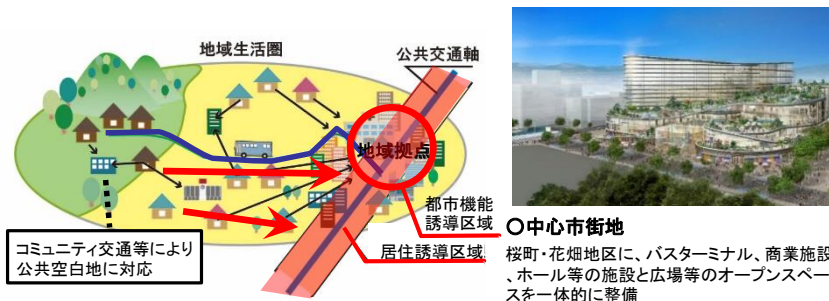 地域生活圏
公共交通軸
地域拠点
都市機能
誘導区域
居住誘導区域
コミュニティ交通等により
公共空白地に対応
○中心市街地
桜町・花畑地区に、バスターミナル、商業施設
、ホール等の施設と広場等のオープンスペー
スを一体的に整備